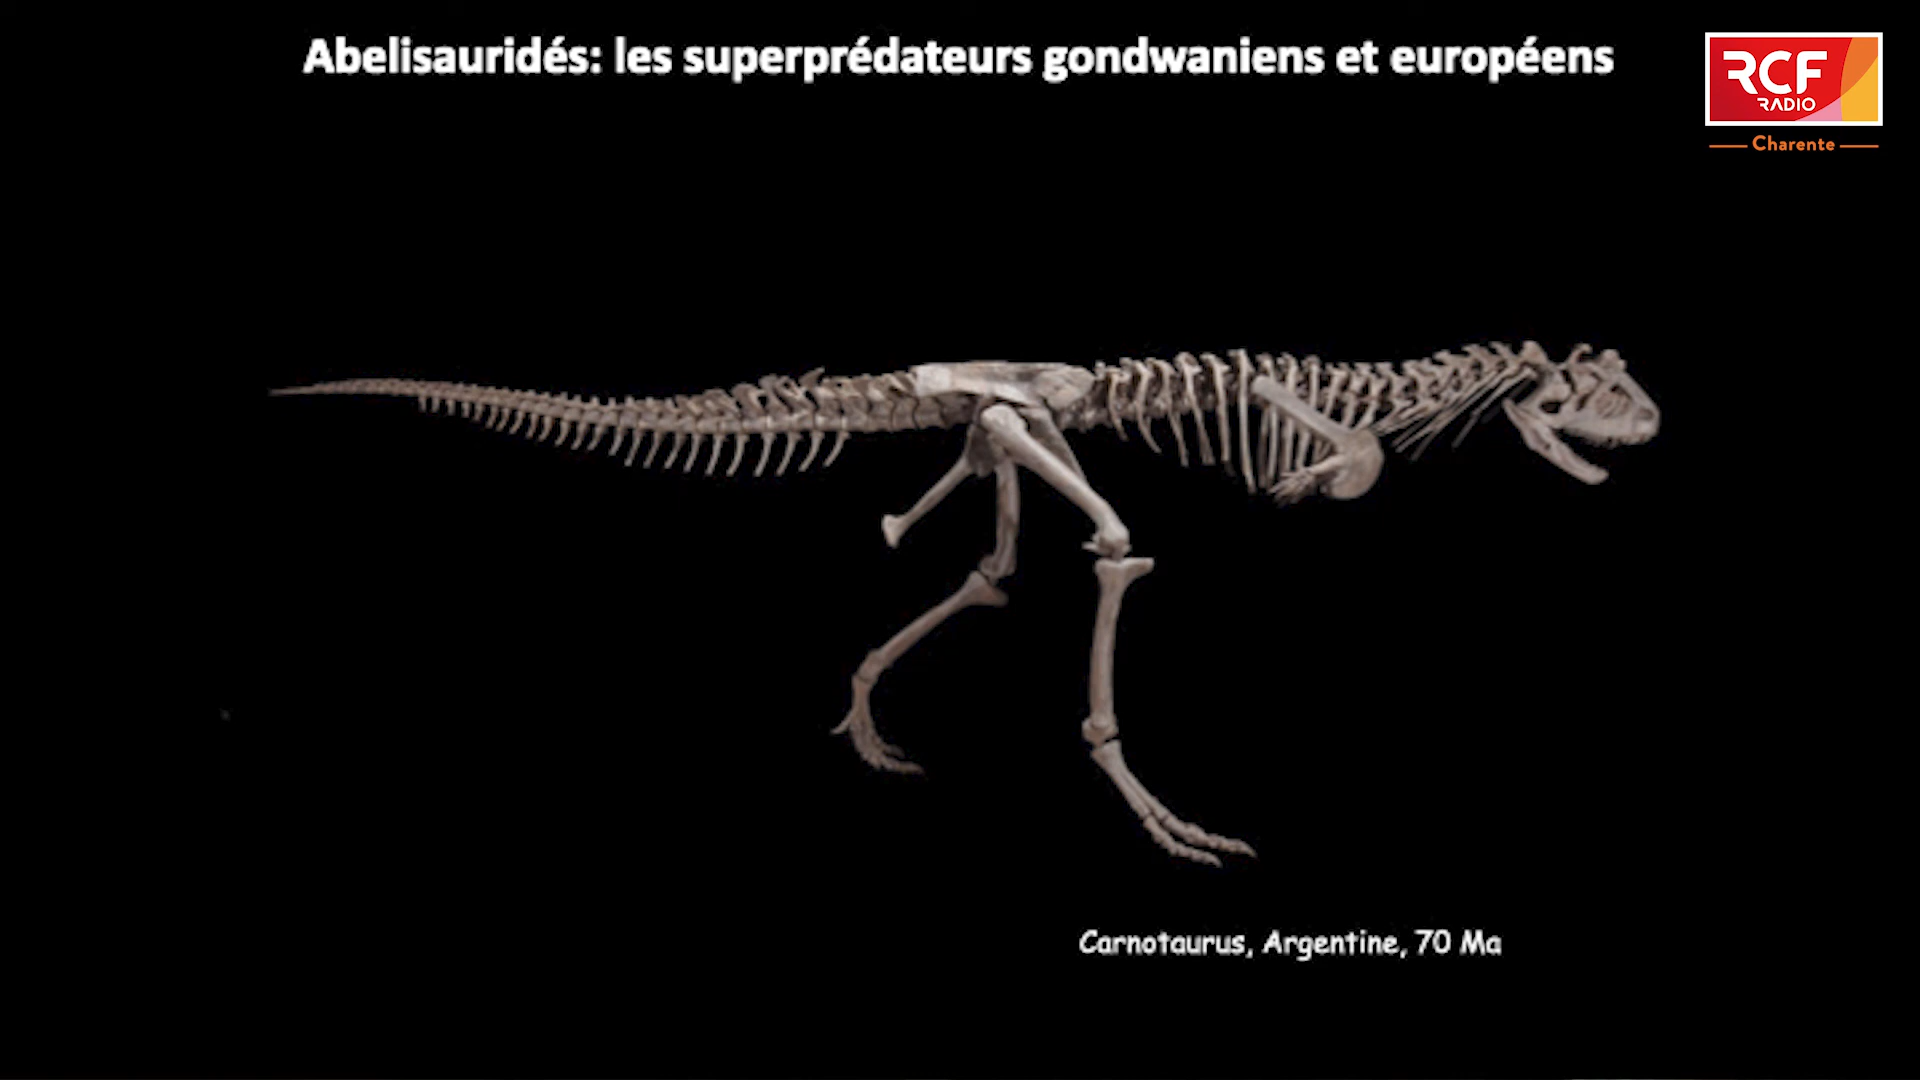 Abelisauridés: les superprédateurs gondwaniens et européens
RCF
RADIO
Charente
Carnotaurus, Argentine, 70 Ma